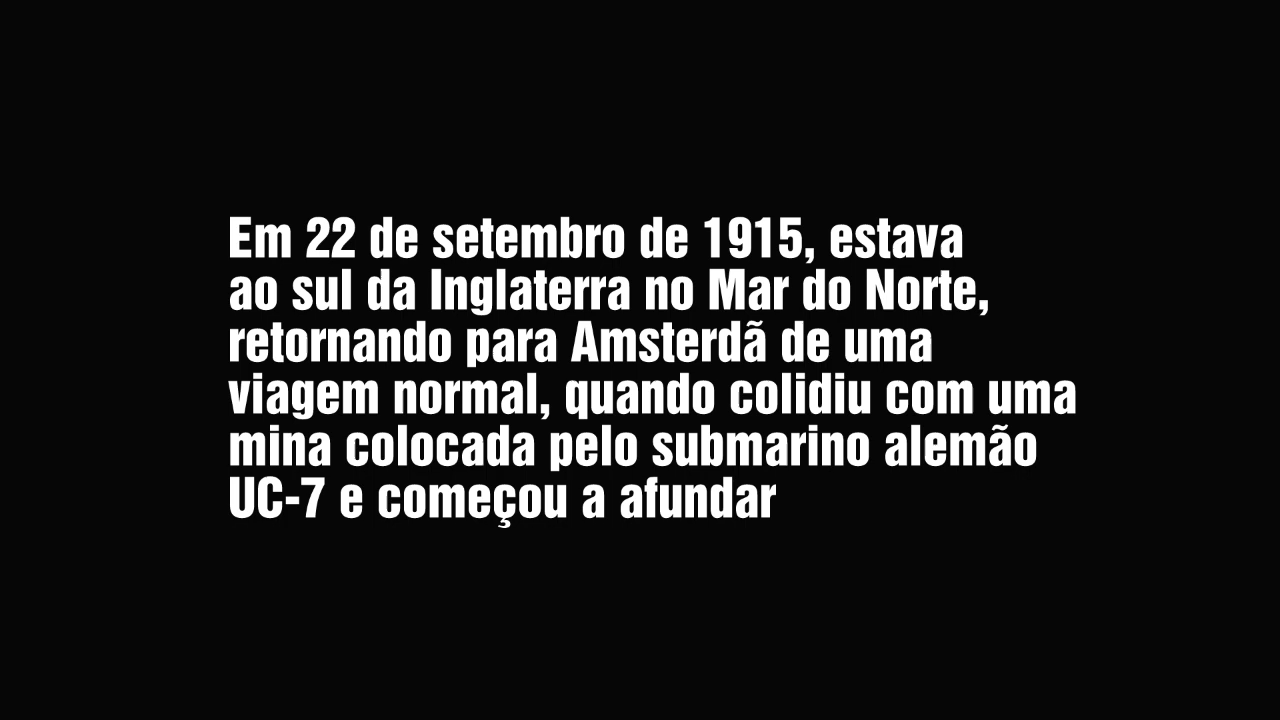 Em 22 de setembro de 1915, estava
ao sul da Inglaterra no Mar do Norte,
retornando para Amsterdã de uma
viagem normal, quando colidiu com uma
mina colocada pelo submarino alemão
UC-7 e começou a afundar